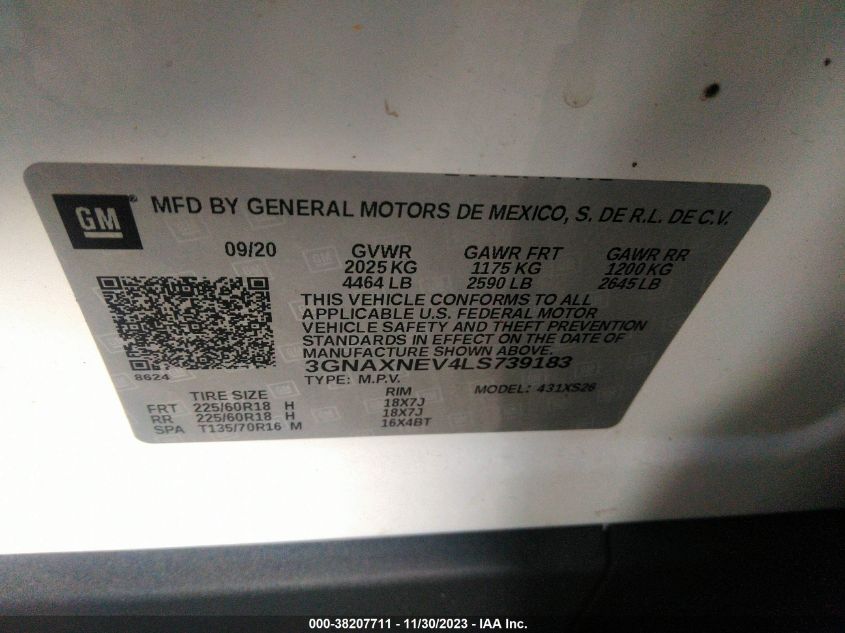 GM
MFD BY GENERAL MOTORS DE MEXICO, S. DE R.L. DE C.V.
09/20 GVWR GAWR FRT GAWR RR
2025 KG 1175 KG 1200 KG
4464 LB 2590 LB 2645 LB
THIS VEHICLE CONFORMS TO ALL
APPLICABLE U.S. FEDERAL MOTOR
VEHICLE SAFETY AND THEFT PREVENTION
STANDARDS IN EFFECT ON THE DATE OF
MANUFACTURE SHOWN ABOVE.
8624 3GNAXNEV4LS739183
TYPE: M.P.V. MODEL: 431XS26
TIRE SIZE RIM
FRT 225/60R18 H 18X7J
RR 225/60R18 H 18X7J
SPA T135/70R16 M 16X4BT
000-38207711 - 11/30/2023 - IAA Inc.